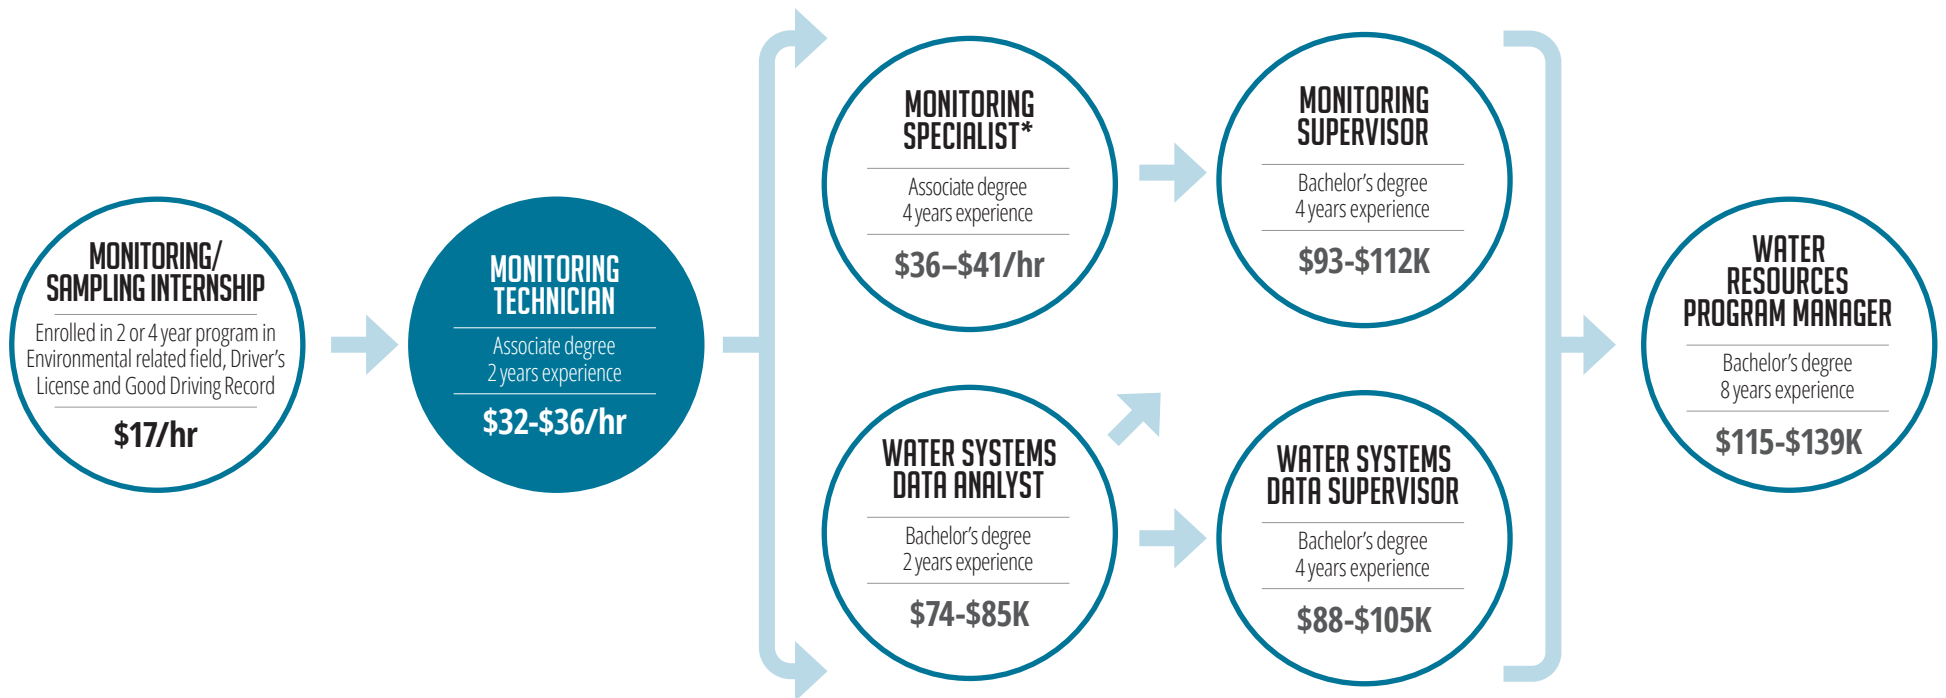 MONITORING/
SAMPLING INTERNSHIP
Enrolled in 2 or 4 year program in
Environmental related field, Driver’s
License and Good Driving Record
$17/hr
MONITORING
TECHNICIAN
Associate degree
2 years experience
$32-$36/hr
MONITORING
SPECIALIST*
Associate degree
4 years experience
$36–$41/hr
MONITORING
SUPERVISOR
Bachelor’s degree
4 years experience
$93-$112K
WATER SYSTEMS
DATA ANALYST
Bachelor’s degree
2 years experience
$74-$85K
WATER SYSTEMS
DATA SUPERVISOR
Bachelor’s degree
4 years experience
$88-$105K
WATER
RESOURCES
PROGRAM MANAGER
Bachelor’s degree
8 years experience
$115-$139K